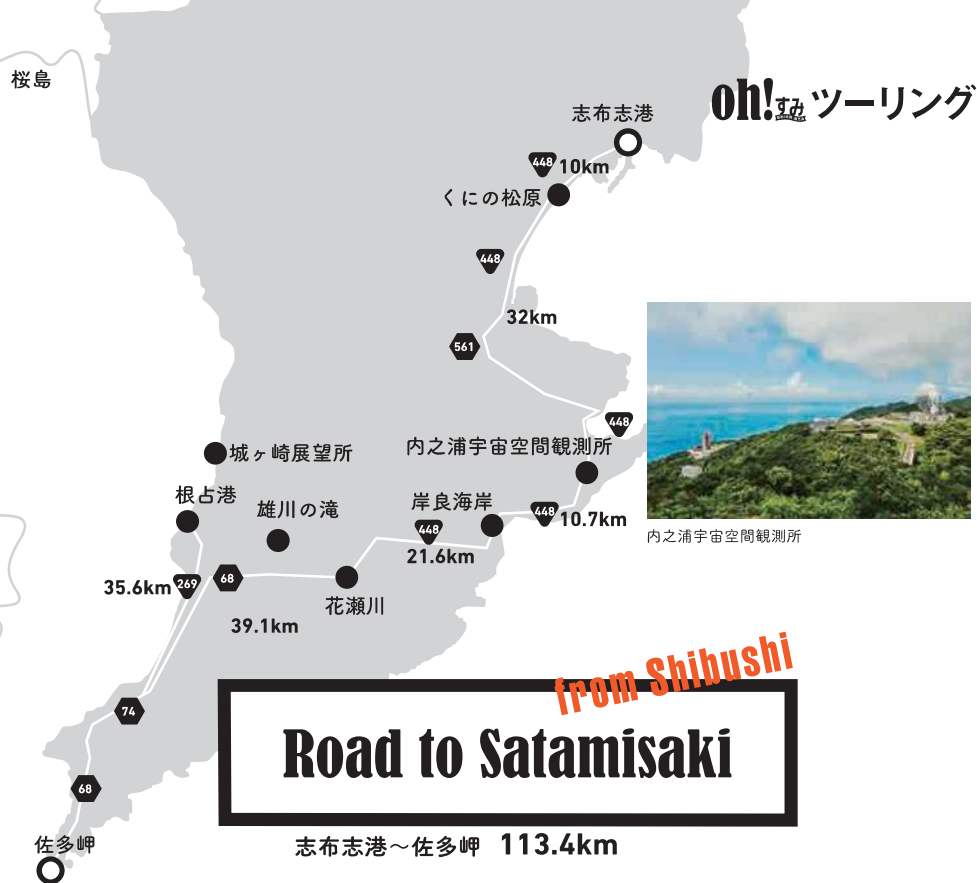 桜島
oh!すみツーリング
志布志港
448 10km
くにの松原
448
32km
561
448
城ヶ崎展望所
内之浦宇宙空間観測所
根占港
雄川の滝
岸良海岸
448
448 10.7km
21.6km
内之浦宇宙空間観測所
35.6km 269
68
花瀬川
39.1km
from Shibushi
74
Road to Satamisaki
68
佐多岬
志布志港～佐多岬 113.4km